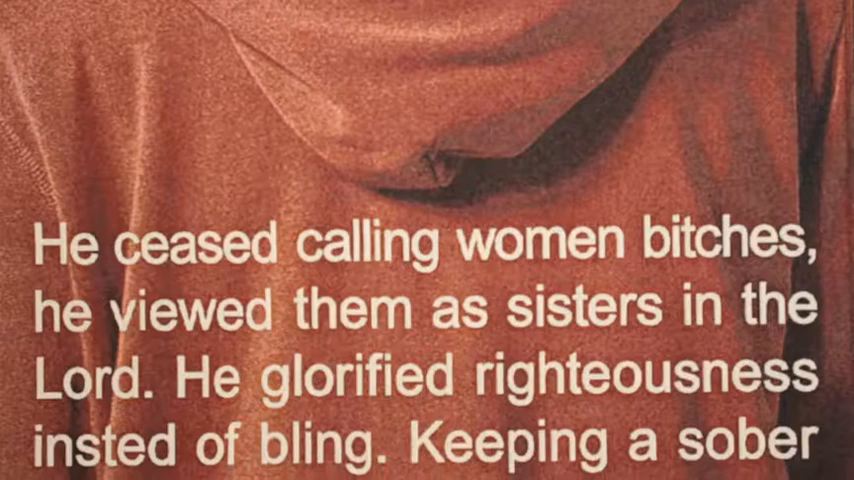 He ceased calling women bitches,
he viewed them as sisters in the
Lord. He glorified righteousness
insted of bling. Keeping a sober